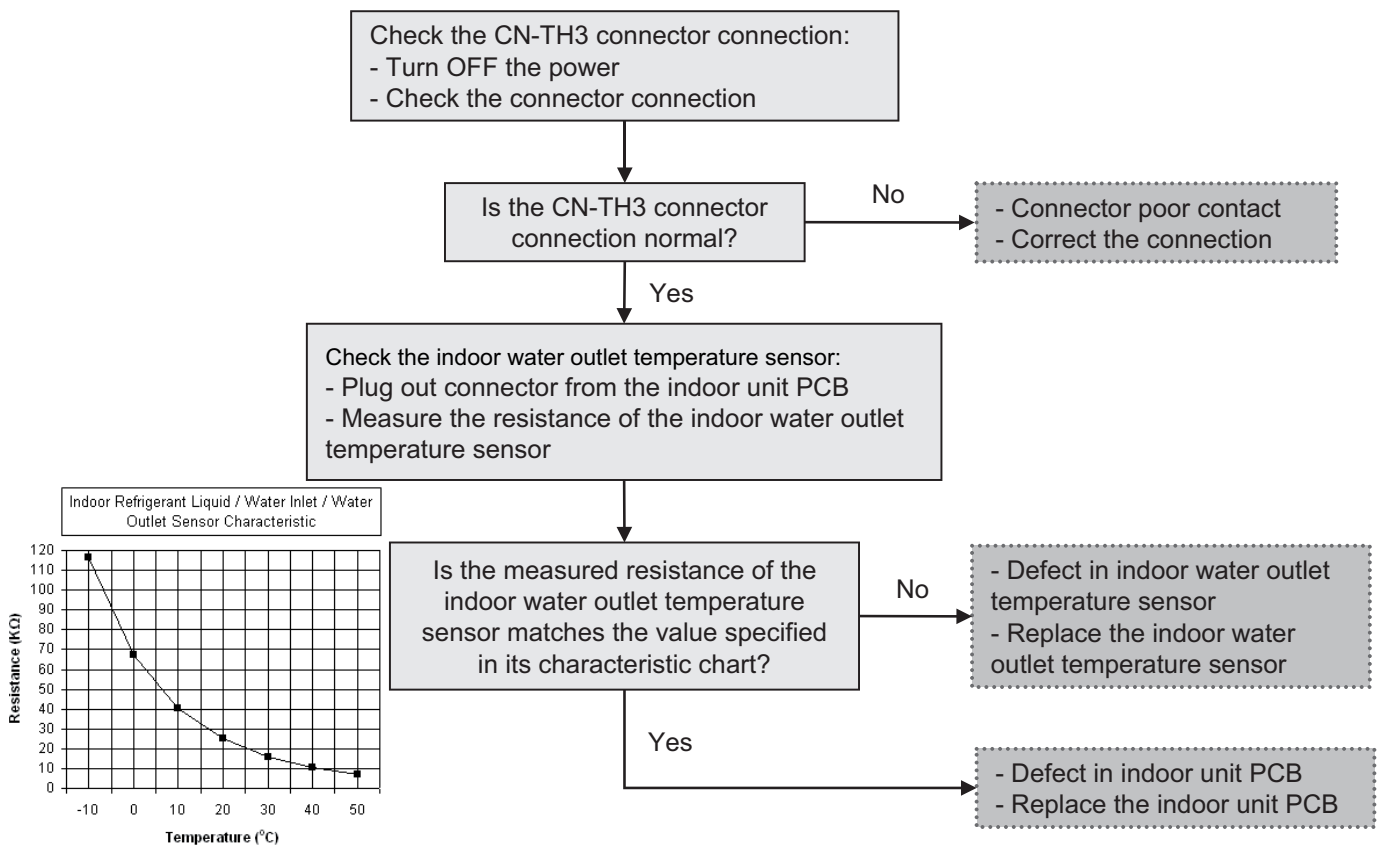 Check the CN-TH3 connector connection:
- Turn OFF the power
- Check the connector connection
Is the CN-TH3 connector
connection normal?
No
- Connector poor contact
- Correct the connection
Yes
Check the indoor water outlet temperature sensor:
- Plug out connector from the indoor unit PCB
- Measure the resistance of the indoor water outlet
temperature sensor
Indoor Refrigerant Liquid / Water Inlet / Water
Outlet Sensor Characteristic
120
110
100
90
80
70
60
50
40
30
20
10
0
Resistance (KΩ)
-10 0 10 20 30 40 50
Temperature (°C)
Is the measured resistance of the
indoor water outlet temperature
sensor matches the value specified
in its characteristic chart?
No
- Defect in indoor water outlet
temperature sensor
- Replace the indoor water
outlet temperature sensor
Yes
- Defect in indoor unit PCB
- Replace the indoor unit PCB